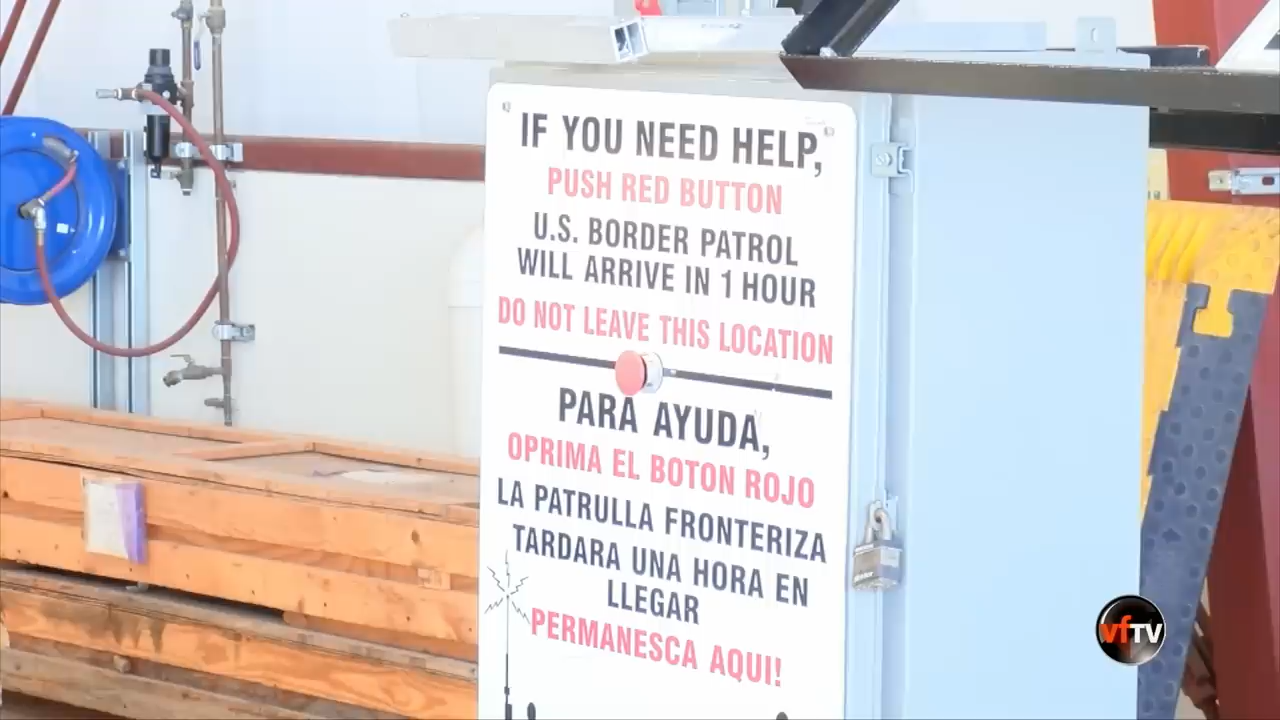 IF YOU NEED HELP,
PUSH RED BUTTON
U.S. BORDER PATROL
WILL ARRIVE IN 1 HOUR
DO NOT LEAVE THIS LOCATION
PARA AYUDA,
OPRIMA EL BOTON ROJO
LA PATRULLA FRONTERIZA
TARDARA UNA HORA EN
LLEGAR
PERMANESCA AQUI!
vfTV